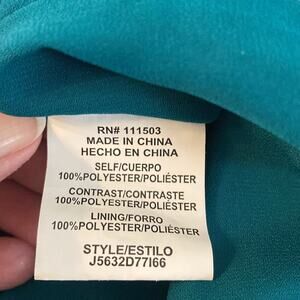 RN# 111503
MADE IN CHINA
HECHO EN CHINA
SELF/CUERPO
100%POLYESTER/POLIÉSTER
CONTRAST/CONTRASTE
100%POLYESTER/POLIÉSTER
LINING/FORRO
100%POLYESTER/POLIÉSTER
STYLE/ESTILO
J5632D77I66